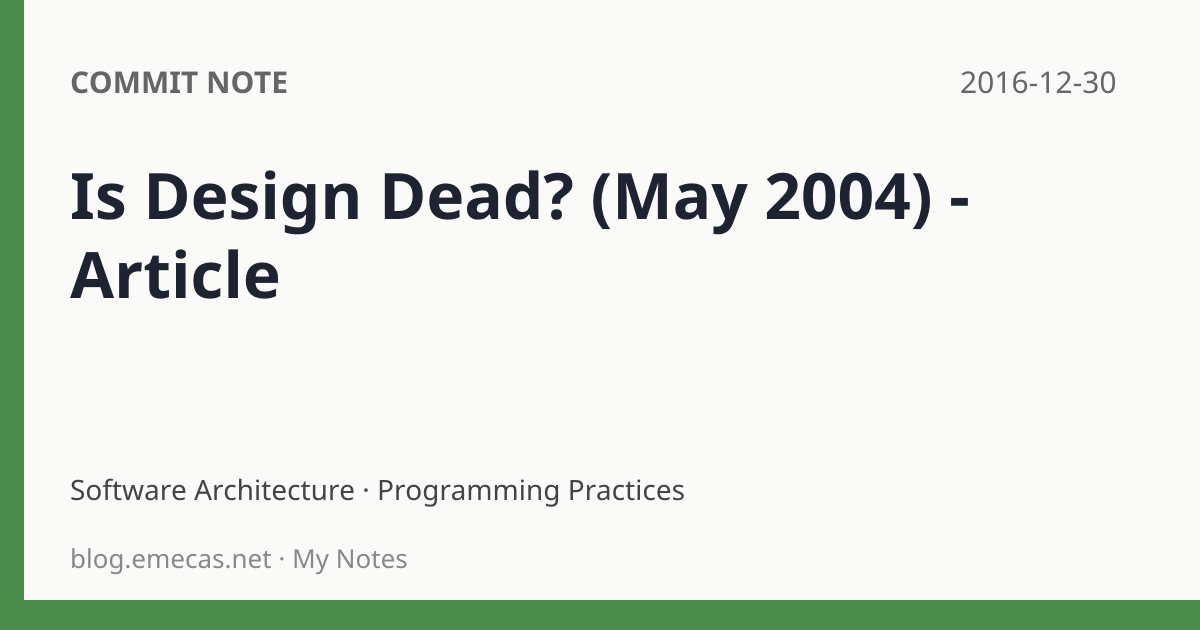 COMMIT NOTE
2016-12-30
Is Design Dead? (May 2004) -
Article
Software Architecture · Programming Practices
blog.emecas.net · My Notes